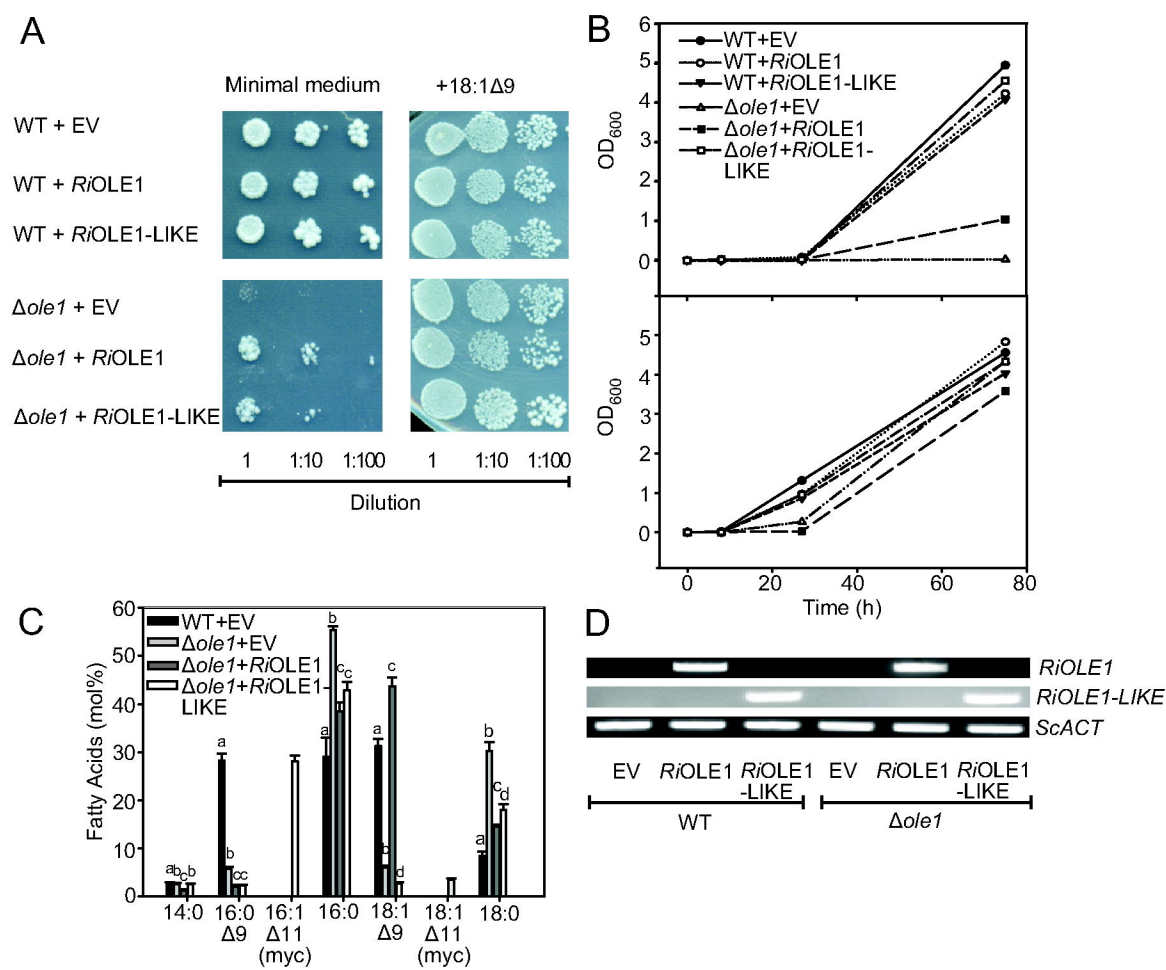 A
Minimal medium
+18:1Δ9
WT + EV
WT + RiOLE1
WT + RiOLE1-LIKE
Δole1 + EV
Δole1 + RiOLE1
Δole1 + RiOLE1-LIKE
1 1:10 1:100 1 1:10 1:100
Dilution
B
WT+EV
WT+RiOLE1
WT+RiOLE1-LIKE
Δole1+EV
Δole1+RiOLE1
Δole1+RiOLE1-
LIKE
OD600
6
5
4
3
2
1
0
OD600
5
4
3
2
1
0
0 20 40 60 80
Time (h)
C
WT+EV
Δole1+EV
Δole1+RiOLE1
Δole1+RiOLE1-
LIKE
Fatty Acids (mol%)
60
50
40
30
20
10
0
a b c b
a b c c
a b c c
a b c d
a b c d
14:0 16:0 16:1 16:0 18:1 18:1 18:0
Δ9 Δ11 Δ9 Δ11
(myc) (myc)
D
RiOLE1
RiOLE1-LIKE
ScACT
EV RiOLE1 RiOLE1 EV RiOLE1 RiOLE1
-LIKE -LIKE
WT Δole1